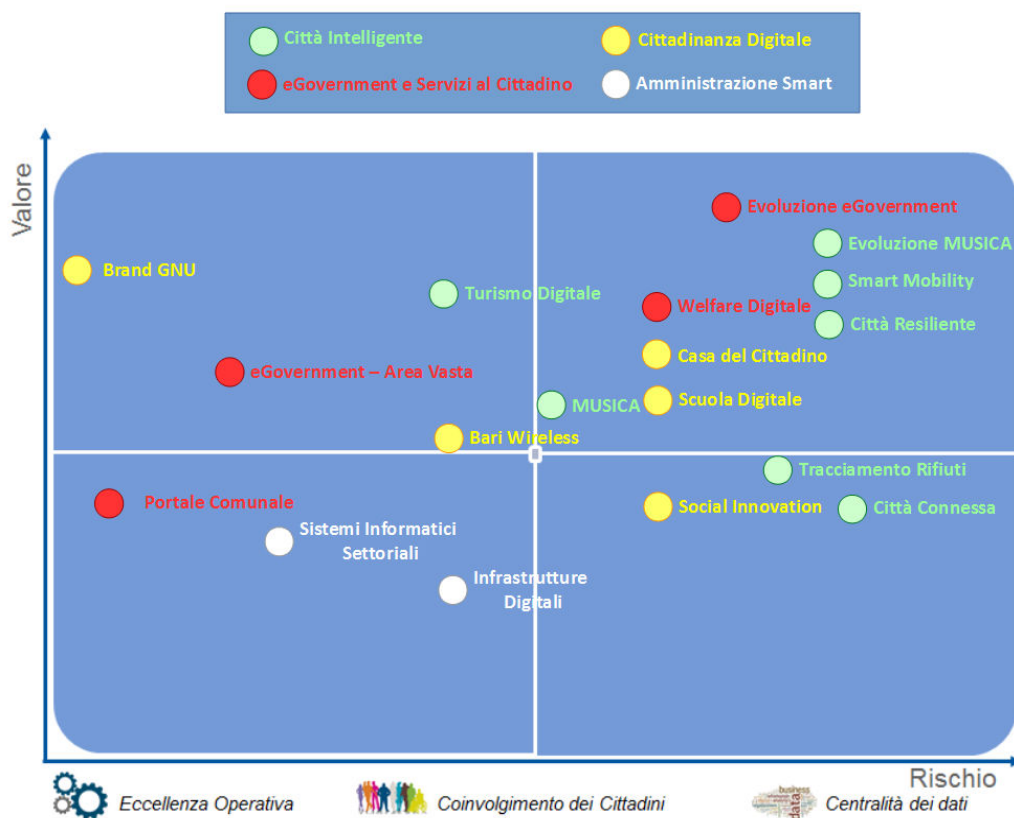 Città Intelligente
Cittadinanza Digitale
eGovernment e Servizi al Cittadino
Amministrazione Smart
Valore
Evoluzione eGovernment
Evoluzione MUSICA
Brand GNU
Turismo Digitale
Smart Mobility
Welfare Digitale
Città Resiliente
Casa del Cittadino
eGovernment – Area Vasta
Scuola Digitale
MUSICA
Bari Wireless
Tracciamento Rifiuti
Portale Comunale
Social Innovation
Città Connessa
Sistemi Informatici
Settoriali
Infrastrutture
Digitali
Rischio
Eccellenza Operativa
Coinvolgimento dei Cittadini
business
data
Centralità dei dati